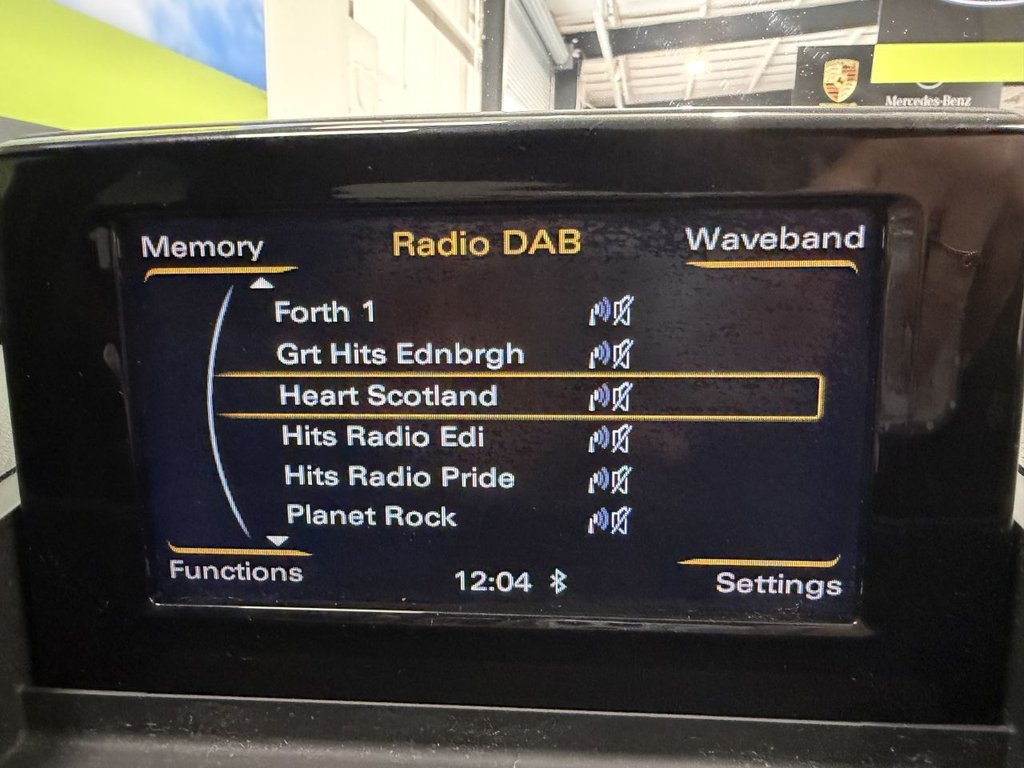 Mercedes-Benz
Memory
Radio DAB
Waveband
Forth 1
Grt Hits Ednbrgh
Heart Scotland
Hits Radio Edi
Hits Radio Pride
Planet Rock
Functions
12:04
Settings